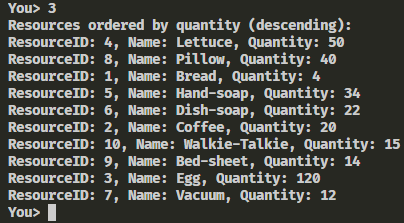 You> 3
Resources ordered by quantity (descending):
ResourceID: 4, Name: Lettuce, Quantity: 50
ResourceID: 8, Name: Pillow, Quantity: 40
ResourceID: 1, Name: Bread, Quantity: 4
ResourceID: 5, Name: Hand-soap, Quantity: 34
ResourceID: 6, Name: Dish-soap, Quantity: 22
ResourceID: 2, Name: Coffee, Quantity: 20
ResourceID: 10, Name: Walkie-Talkie, Quantity: 15
ResourceID: 9, Name: Bed-sheet, Quantity: 14
ResourceID: 3, Name: Egg, Quantity: 120
ResourceID: 7, Name: Vacuum, Quantity: 12
You>